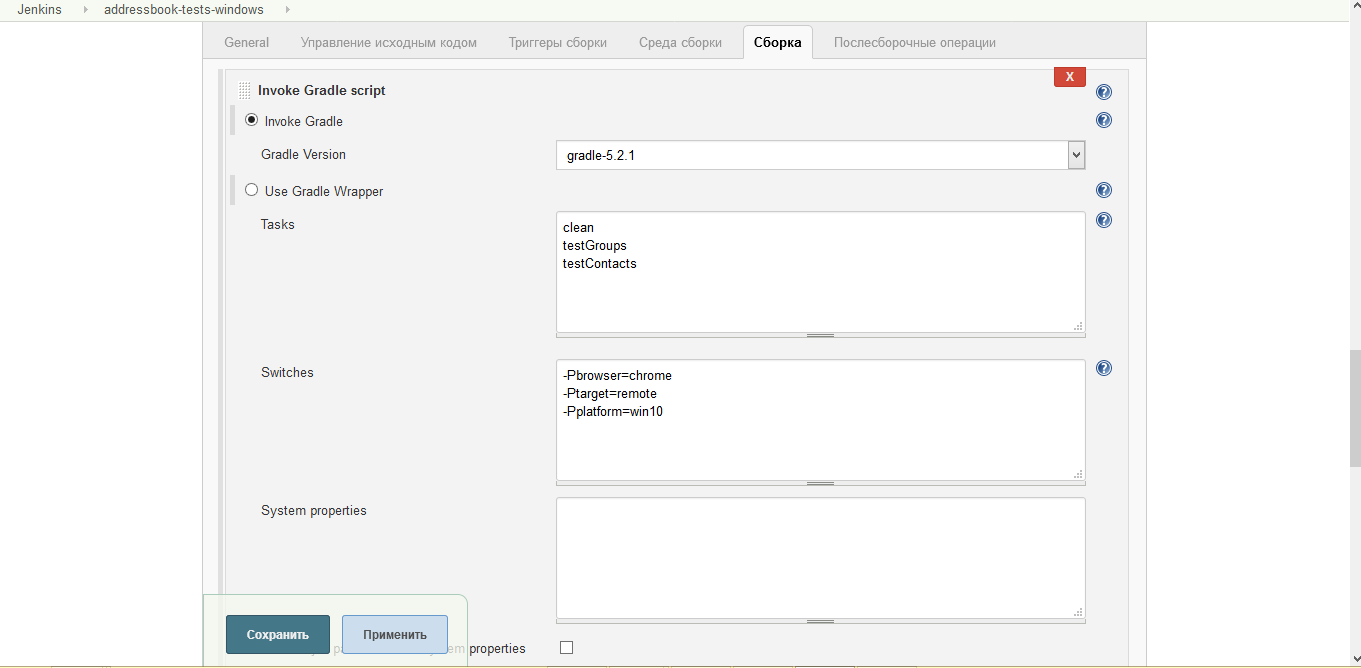 Jenkins addressbook-tests-windows
General Управление исходным кодом Триггеры сборки Среда сборки Сборка Послесборочные операции
Invoke Gradle script
X
Invoke Gradle
Gradle Version gradle-5.2.1
Use Gradle Wrapper
Tasks
clean
testGroups
testContacts
Switches
-Pbrowser=chrome
-Ptarget=remote
-Pplatform=win10
System properties
Сохранить Применить
properties